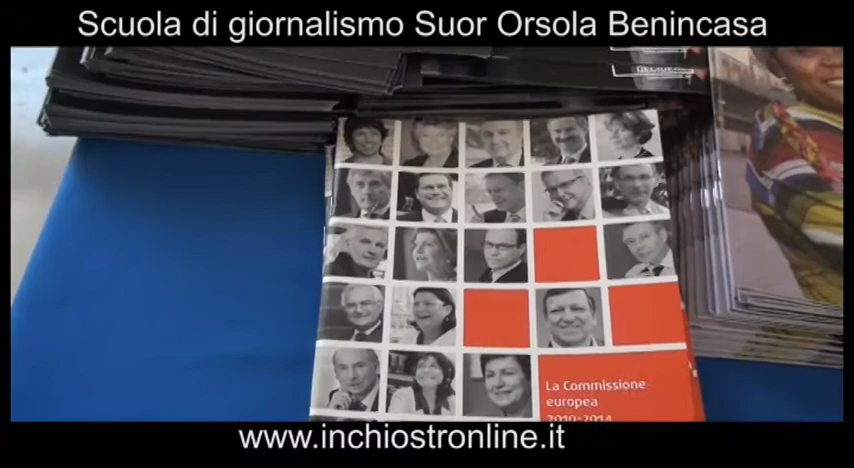 Scuola di giornalismo Suor Orsola Benincasa
La Commissione
europea
2010-2014
www.inchiostronline.it